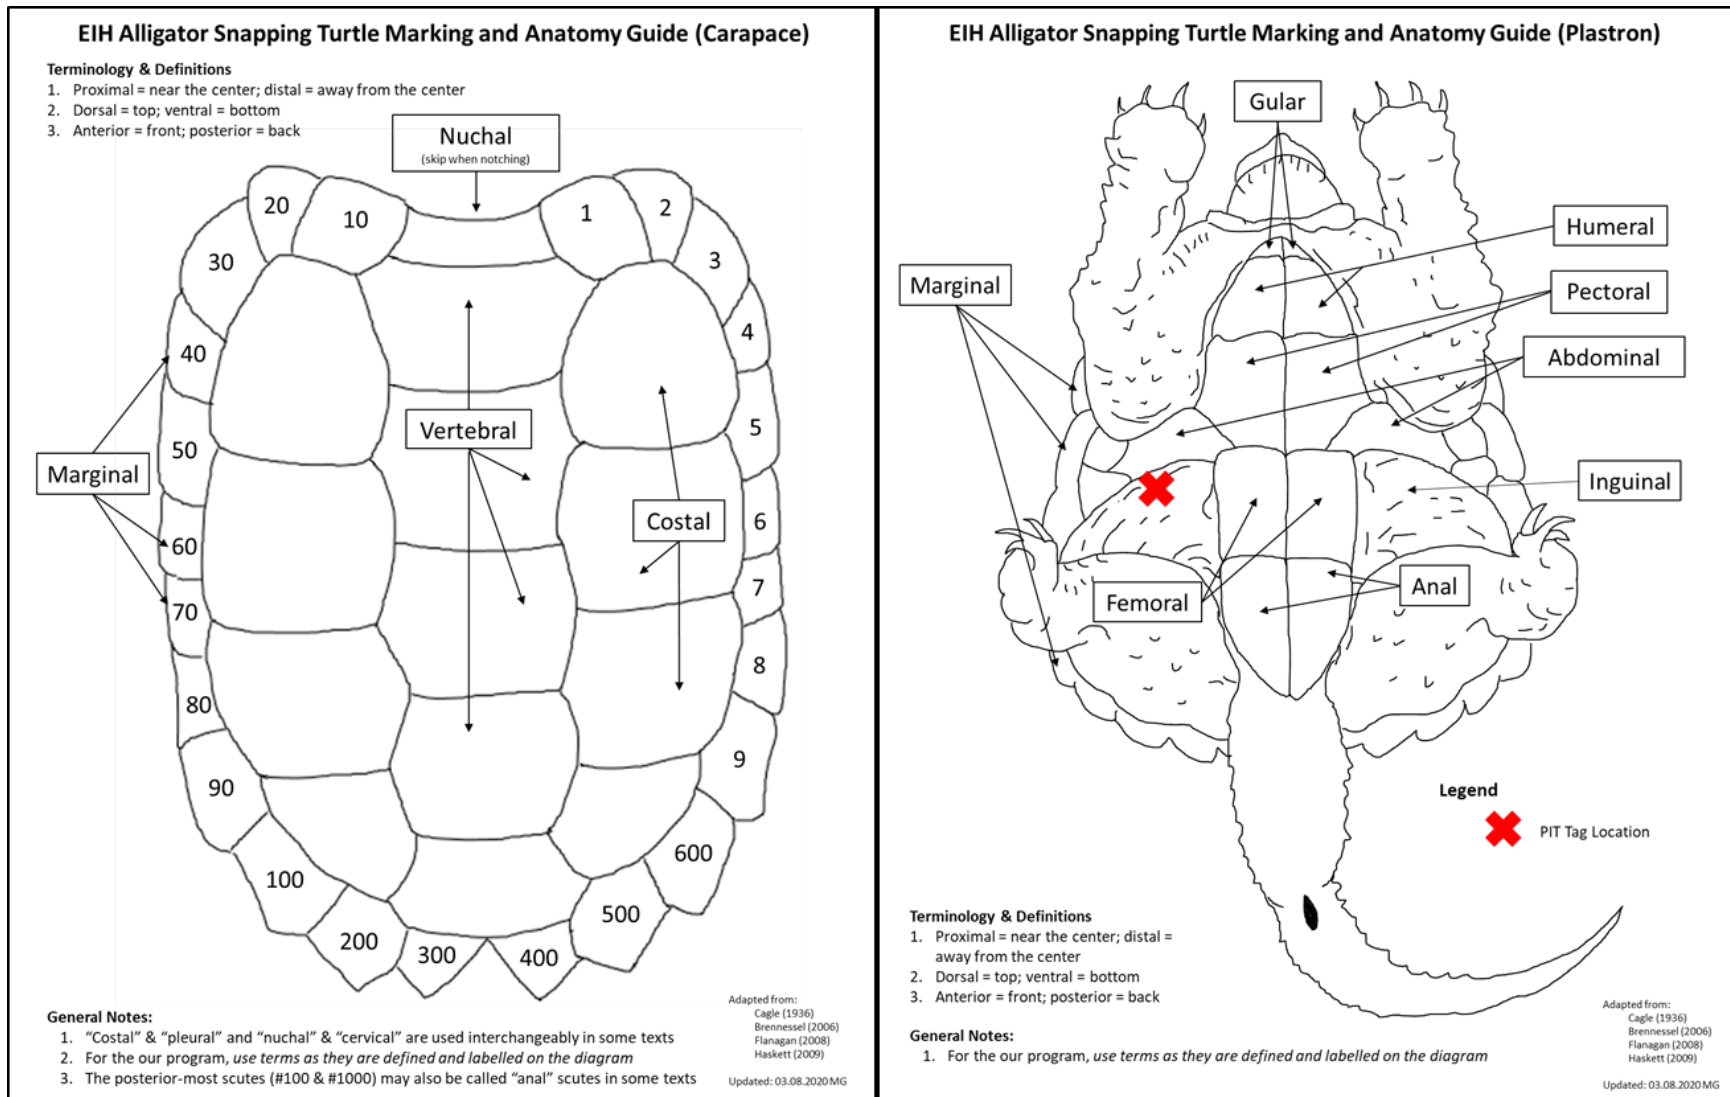 EIH Alligator Snapping Turtle Marking and Anatomy Guide (Carapace)
Terminology & Definitions
1. Proximal = near the center; distal = away from the center
2. Dorsal = top; ventral = bottom
3. Anterior = front; posterior = back
Nuchal
(skip when notching)
20
10
1
2
30
3
40
4
50
5
Vertebral
Marginal
Costal
60
6
70
7
80
8
90
9
100
600
200
500
300
400
General Notes:
1. “Costal” & “pleural” and “nuchal” & “cervical” are used interchangeably in some texts
2. For the our program, use terms as they are defined and labelled on the diagram
3. The posterior-most scutes (#100 & #1000) may also be called “anal” scutes in some texts
Adapted from:
Cagle (1936)
Brennessel (2006)
Flanagan (2008)
Haskett (2009)
Updated: 03.08.2020 MG
EIH Alligator Snapping Turtle Marking and Anatomy Guide (Plastron)
Gular
Humeral
Marginal
Pectoral
Abdominal
Inguinal
Femoral
Anal
Legend
PIT Tag Location
Terminology & Definitions
1. Proximal = near the center; distal =
away from the center
2. Dorsal = top; ventral = bottom
3. Anterior = front; posterior = back
General Notes:
1. For the our program, use terms as they are defined and labelled on the diagram
Adapted from:
Cagle (1936)
Brennessel (2006)
Flanagan (2008)
Haskett (2009)
Updated: 03.08.2020 MG